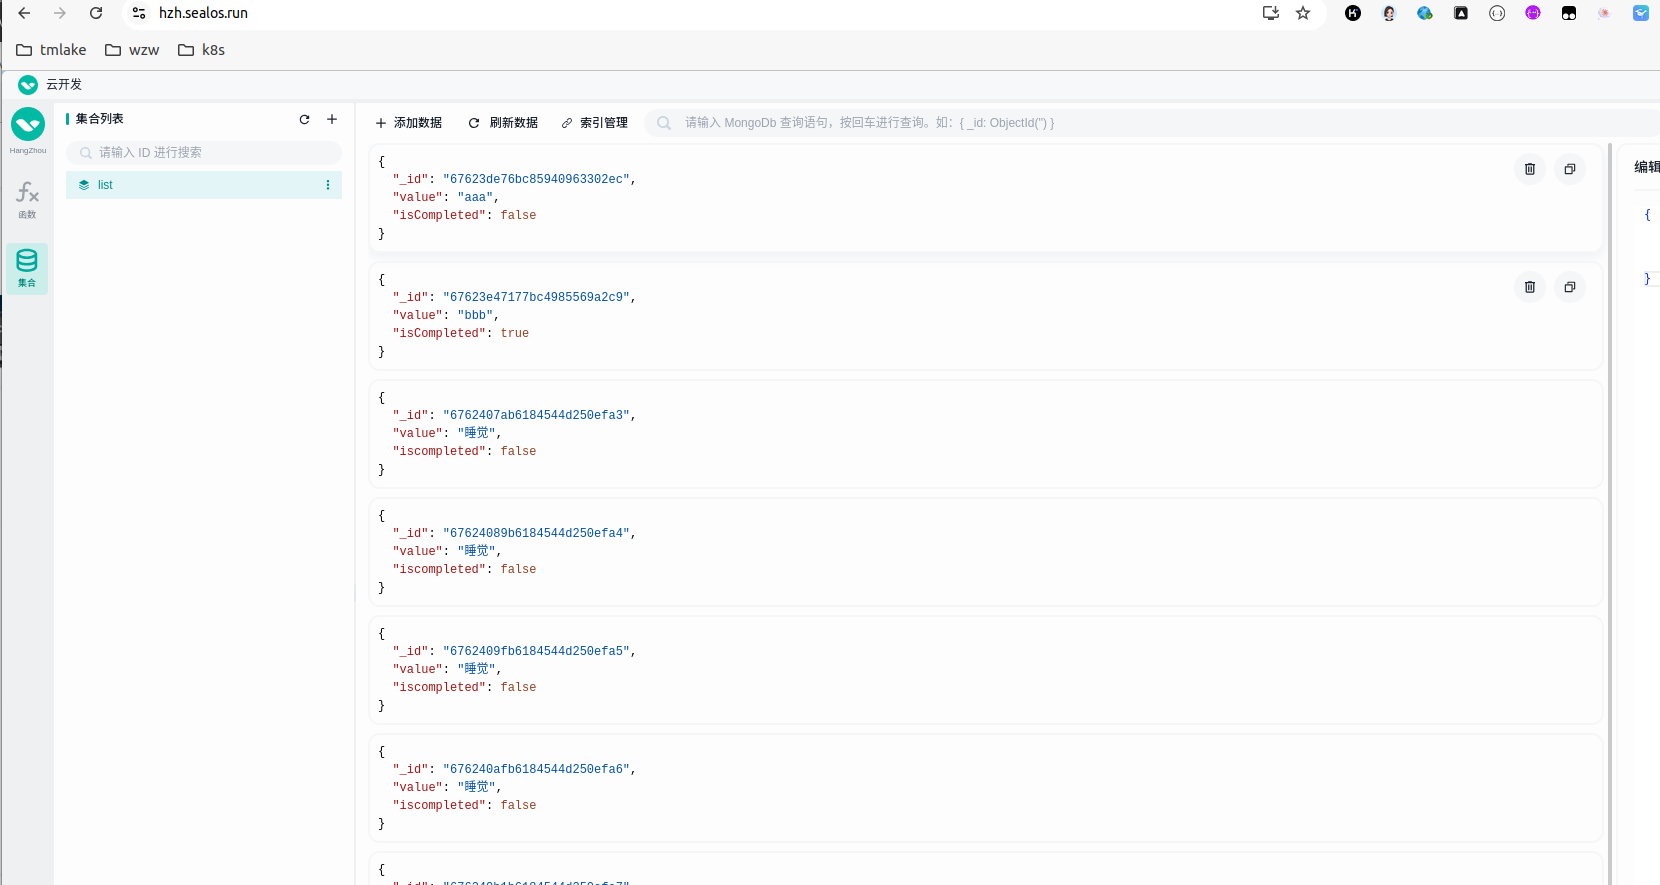 hzh.sealos.run
tmlake
wzw
k8s
云开发
HangZhou
函数
集合
集合列表
请输入 ID 进行搜索
list
添加数据
刷新数据
索引管理
请输入 MongoDb 查询语句，按回车进行查询。如：{ _id: ObjectId('') }
{
"_id": "67623de76bc85940963302ec",
"value": "aaa",
"isCompleted": false
}
{
"_id": "67623e47177bc4985569a2c9",
"value": "bbb",
"isCompleted": true
}
{
"_id": "6762407ab6184544d250efa3",
"value": "睡觉",
"iscompleted": false
}
{
"_id": "67624089b6184544d250efa4",
"value": "睡觉",
"iscompleted": false
}
{
"_id": "6762409fb6184544d250efa5",
"value": "睡觉",
"iscompleted": false
}
{
"_id": "676240afb6184544d250efa6",
"value": "睡觉",
"iscompleted": false
}
{
编辑
{
}